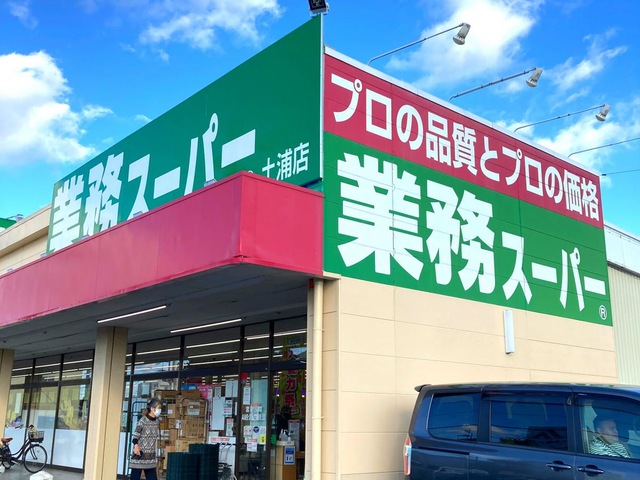 業務スーパー
土浦店
プロの品質とプロの価格
業務スーパー
®